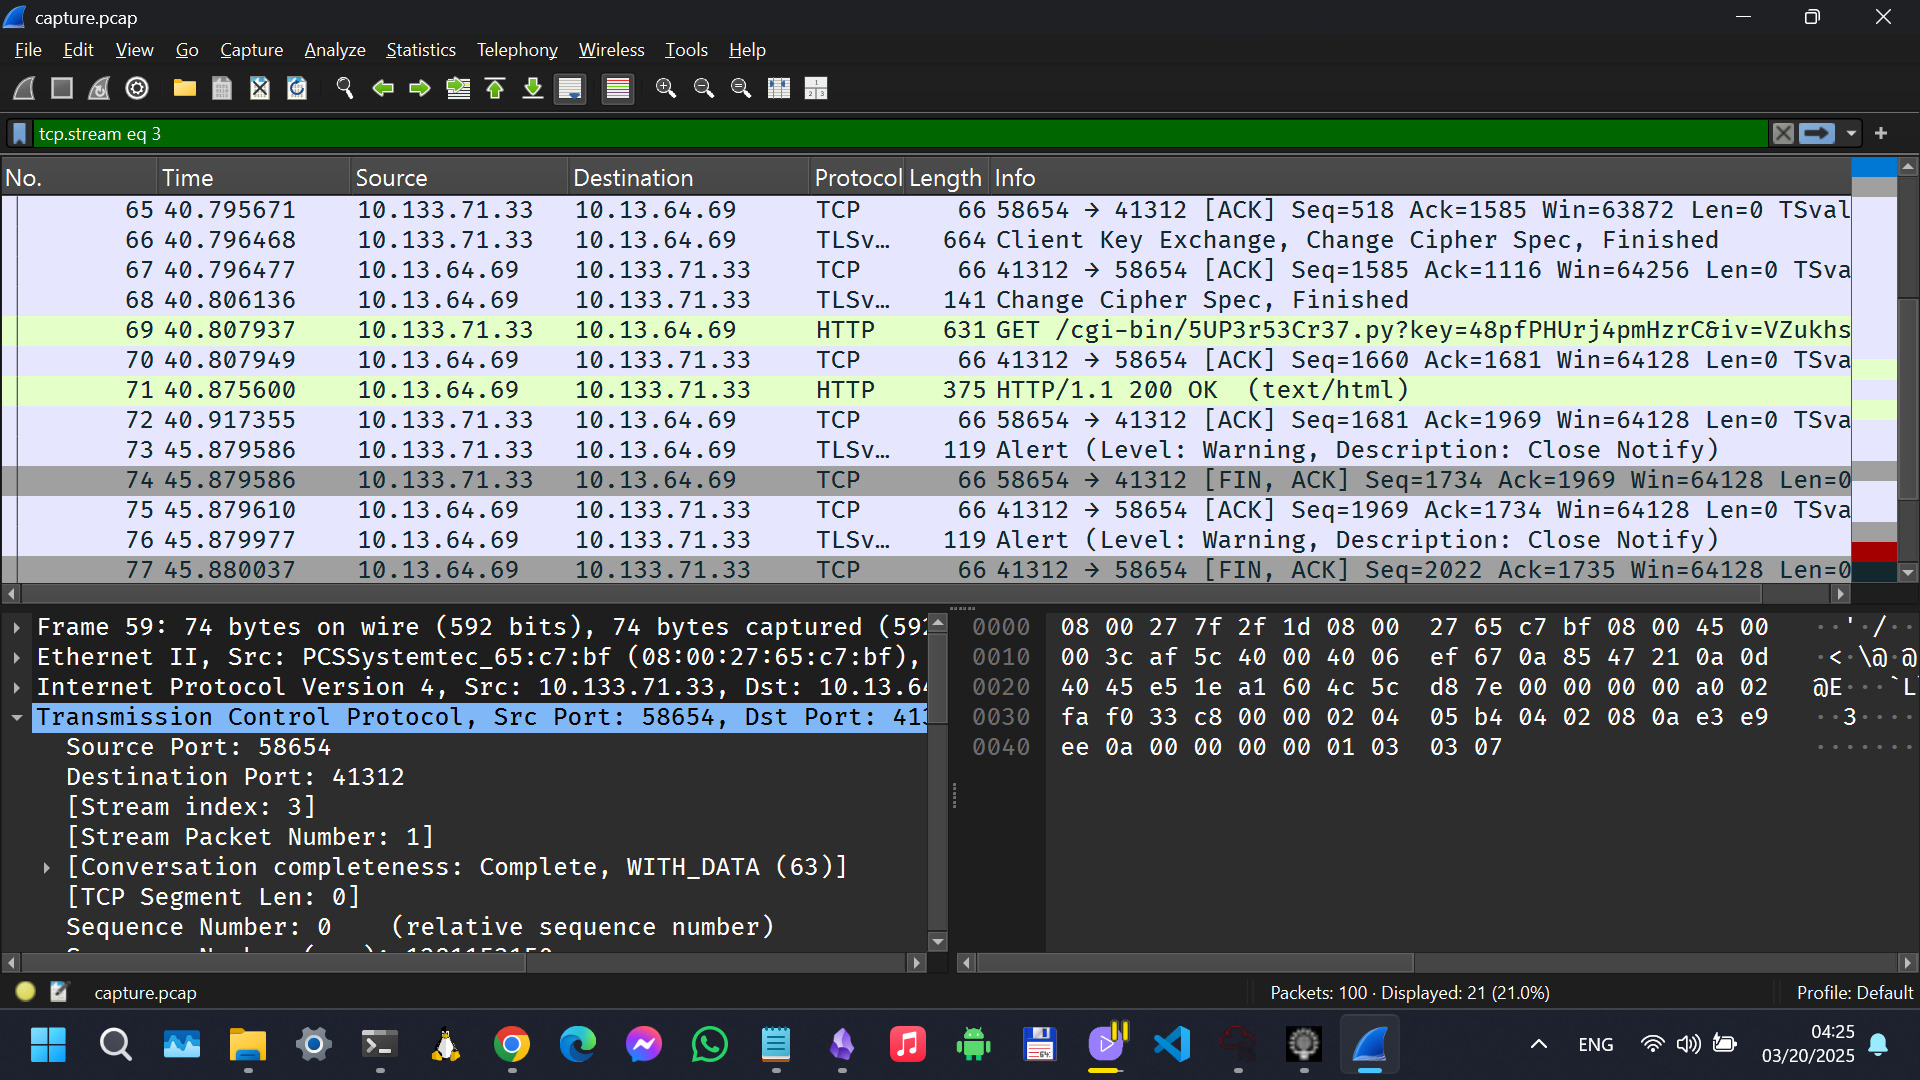 capture.pcap
File Edit View Go Capture Analyze Statistics Telephony Wireless Tools Help
tcp.stream eq 3
No. Time Source Destination Protocol Length Info
65 40.795671 10.133.71.33 10.13.64.69 TCP 66 58654 → 41312 [ACK] Seq=518 Ack=1585 Win=63872 Len=0 TSval
66 40.796468 10.133.71.33 10.13.64.69 TLSv… 664 Client Key Exchange, Change Cipher Spec, Finished
67 40.796477 10.13.64.69 10.133.71.33 TCP 66 41312 → 58654 [ACK] Seq=1585 Ack=1116 Win=64256 Len=0 TSva
68 40.806136 10.13.64.69 10.133.71.33 TLSv… 141 Change Cipher Spec, Finished
69 40.807937 10.133.71.33 10.13.64.69 HTTP 631 GET /cgi-bin/5UP3r53Cr37.py?key=48pfPHUrj4pmHzrC&iv=VZukhs
70 40.807949 10.13.64.69 10.133.71.33 TCP 66 41312 → 58654 [ACK] Seq=1660 Ack=1681 Win=64128 Len=0 TSva
71 40.875600 10.13.64.69 10.133.71.33 HTTP 375 HTTP/1.1 200 OK (text/html)
72 40.917355 10.133.71.33 10.13.64.69 TCP 66 58654 → 41312 [ACK] Seq=1681 Ack=1969 Win=64128 Len=0 TSva
73 45.879586 10.133.71.33 10.13.64.69 TLSv… 119 Alert (Level: Warning, Description: Close Notify)
74 45.879586 10.133.71.33 10.13.64.69 TCP 66 58654 → 41312 [FIN, ACK] Seq=1734 Ack=1969 Win=64128 Len=0
75 45.879610 10.13.64.69 10.133.71.33 TCP 66 41312 → 58654 [ACK] Seq=1969 Ack=1734 Win=64128 Len=0 TSva
76 45.879977 10.13.64.69 10.133.71.33 TLSv… 119 Alert (Level: Warning, Description: Close Notify)
77 45.880037 10.13.64.69 10.133.71.33 TCP 66 41312 → 58654 [FIN, ACK] Seq=2022 Ack=1735 Win=64128 Len=0
Frame 59: 74 bytes on wire (592 bits), 74 bytes captured (592
Ethernet II, Src: PCSSystemtec_65:c7:bf (08:00:27:65:c7:bf),
Internet Protocol Version 4, Src: 10.133.71.33, Dst: 10.13.64
Transmission Control Protocol, Src Port: 58654, Dst Port: 413
Source Port: 58654
Destination Port: 41312
[Stream index: 3]
[Stream Packet Number: 1]
[Conversation completeness: Complete, WITH_DATA (63)]
[TCP Segment Len: 0]
Sequence Number: 0 (relative sequence number)
0000 08 00 27 7f 2f 1d 08 00 27 65 c7 bf 08 00 45 00 ··'·/···
0010 00 3c af 5c 40 00 40 06 ef 67 0a 85 47 21 0a 0d ·<·\@·@
0020 40 45 e5 1e a1 60 4c 5c d8 7e 00 00 00 00 a0 02 @E···`L
0030 fa f0 33 c8 00 00 02 04 05 b4 04 02 08 0a e3 e9 ··3····
0040 ee 0a 00 00 00 00 01 03 03 07 ·······
capture.pcap
Packets: 100 · Displayed: 21 (21.0%)
Profile: Default
64
ENG
04:25
03/20/2025